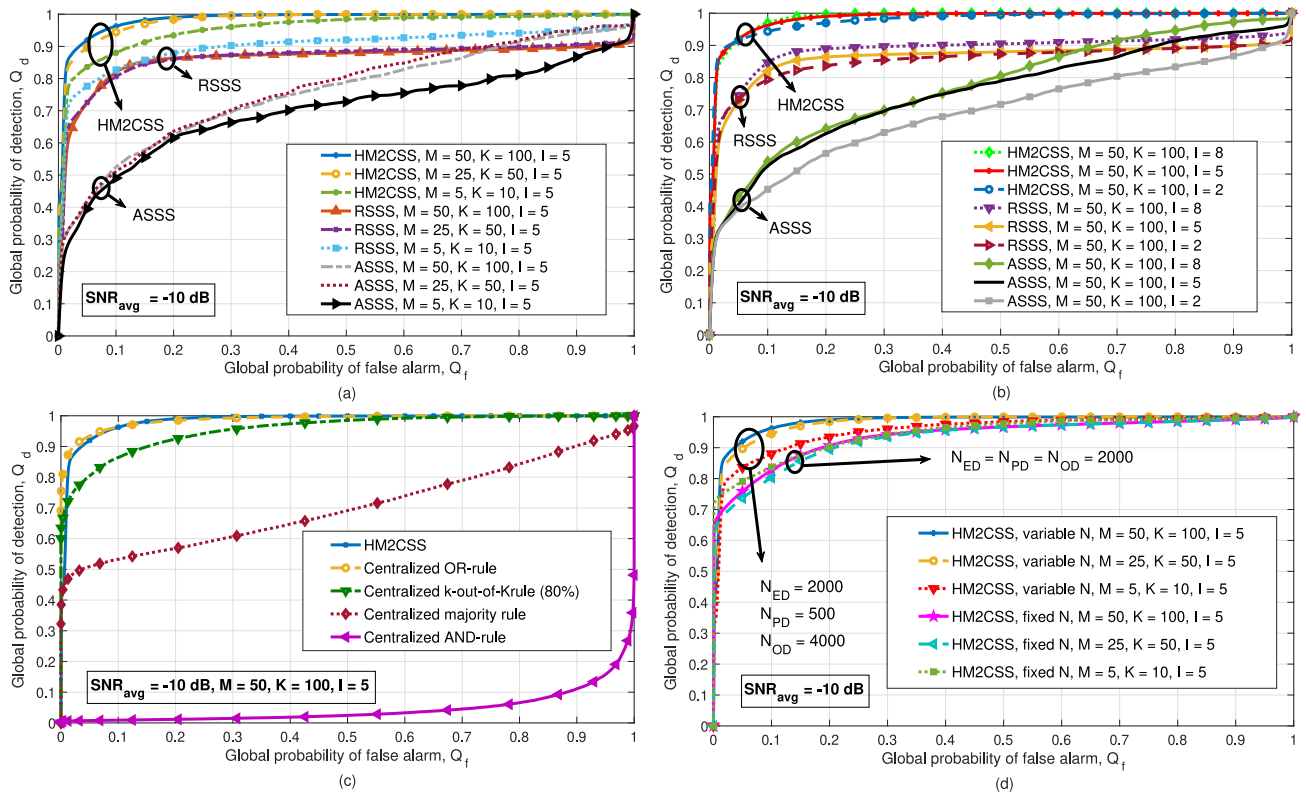 Global probability of detection, Q_d
1
0.9
0.8
0.7
0.6
0.5
0.4
0.3
0.2
0.1
0
HM2CSS
RSSS
ASSS
SNR_avg = -10 dB
HM2CSS, M = 50, K = 100, I = 5
HM2CSS, M = 25, K = 50, I = 5
HM2CSS, M = 5, K = 10, I = 5
RSSS, M = 50, K = 100, I = 5
RSSS, M = 25, K = 50, I = 5
RSSS, M = 5, K = 10, I = 5
ASSS, M = 50, K = 100, I = 5
ASSS, M = 25, K = 50, I = 5
ASSS, M = 5, K = 10, I = 5
0 0.1 0.2 0.3 0.4 0.5 0.6 0.7 0.8 0.9 1
Global probability of false alarm, Q_f
(a)
Global probability of detection, Q_d
1
0.9
0.8
0.7
0.6
0.5
0.4
0.3
0.2
0.1
0
HM2CSS
RSSS
ASSS
SNR_avg = -10 dB
HM2CSS, M = 50, K = 100, I = 8
HM2CSS, M = 50, K = 100, I = 5
HM2CSS, M = 50, K = 100, I = 2
RSSS, M = 50, K = 100, I = 8
RSSS, M = 50, K = 100, I = 5
RSSS, M = 50, K = 100, I = 2
ASSS, M = 50, K = 100, I = 8
ASSS, M = 50, K = 100, I = 5
ASSS, M = 50, K = 100, I = 2
0 0.1 0.2 0.3 0.4 0.5 0.6 0.7 0.8 0.9 1
Global probability of false alarm, Q_f
(b)
Global probability of detection, Q_d
1
0.9
0.8
0.7
0.6
0.5
0.4
0.3
0.2
0.1
0
HM2CSS
Centralized OR-rule
Centralized k-out-of-Krule (80%)
Centralized majority rule
Centralized AND-rule
SNR_avg = -10 dB, M = 50, K = 100, I = 5
0 0.1 0.2 0.3 0.4 0.5 0.6 0.7 0.8 0.9 1
Global probability of false alarm, Q_f
(c)
Global probability of detection, Q_d
1
0.9
0.8
0.7
0.6
0.5
0.4
0.3
0.2
0.1
0
N_ED = N_PD = N_OD = 2000
N_ED = 2000
N_PD = 500
N_OD = 4000
SNR_avg = -10 dB
HM2CSS, variable N, M = 50, K = 100, I = 5
HM2CSS, variable N, M = 25, K = 50, I = 5
HM2CSS, variable N, M = 5, K = 10, I = 5
HM2CSS, fixed N, M = 50, K = 100, I = 5
HM2CSS, fixed N, M = 25, K = 50, I = 5
HM2CSS, fixed N, M = 5, K = 10, I = 5
0 0.1 0.2 0.3 0.4 0.5 0.6 0.7 0.8 0.9 1
Global probability of false alarm, Q_f
(d)